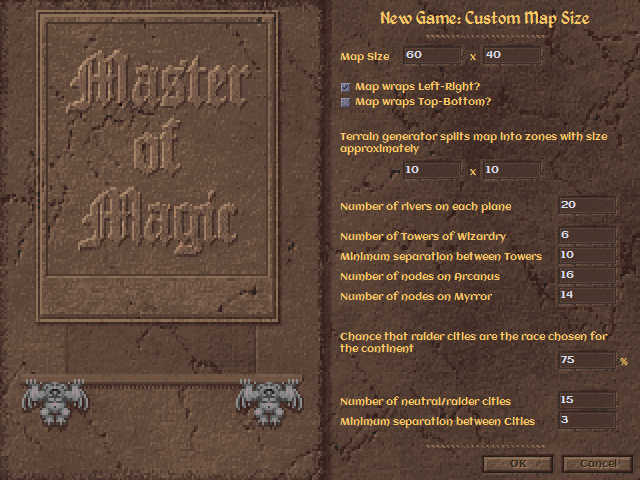 Master
of
Magic
New Game: Custom Map Size
Map Size 60 x 40
Map wraps Left-Right?
Map wraps Top-Bottom?
Terrain generator splits map into zones with size
approximately
10 x 10
Number of rivers on each plane 20
Number of Towers of Wizardry 6
Minimum separation between Towers 10
Number of nodes on Arcanus 16
Number of nodes on Myrror 14
Chance that raider cities are the race chosen for
the continent
75 %
Number of neutral/raider cities 15
Minimum separation between Cities 3
OK Cancel